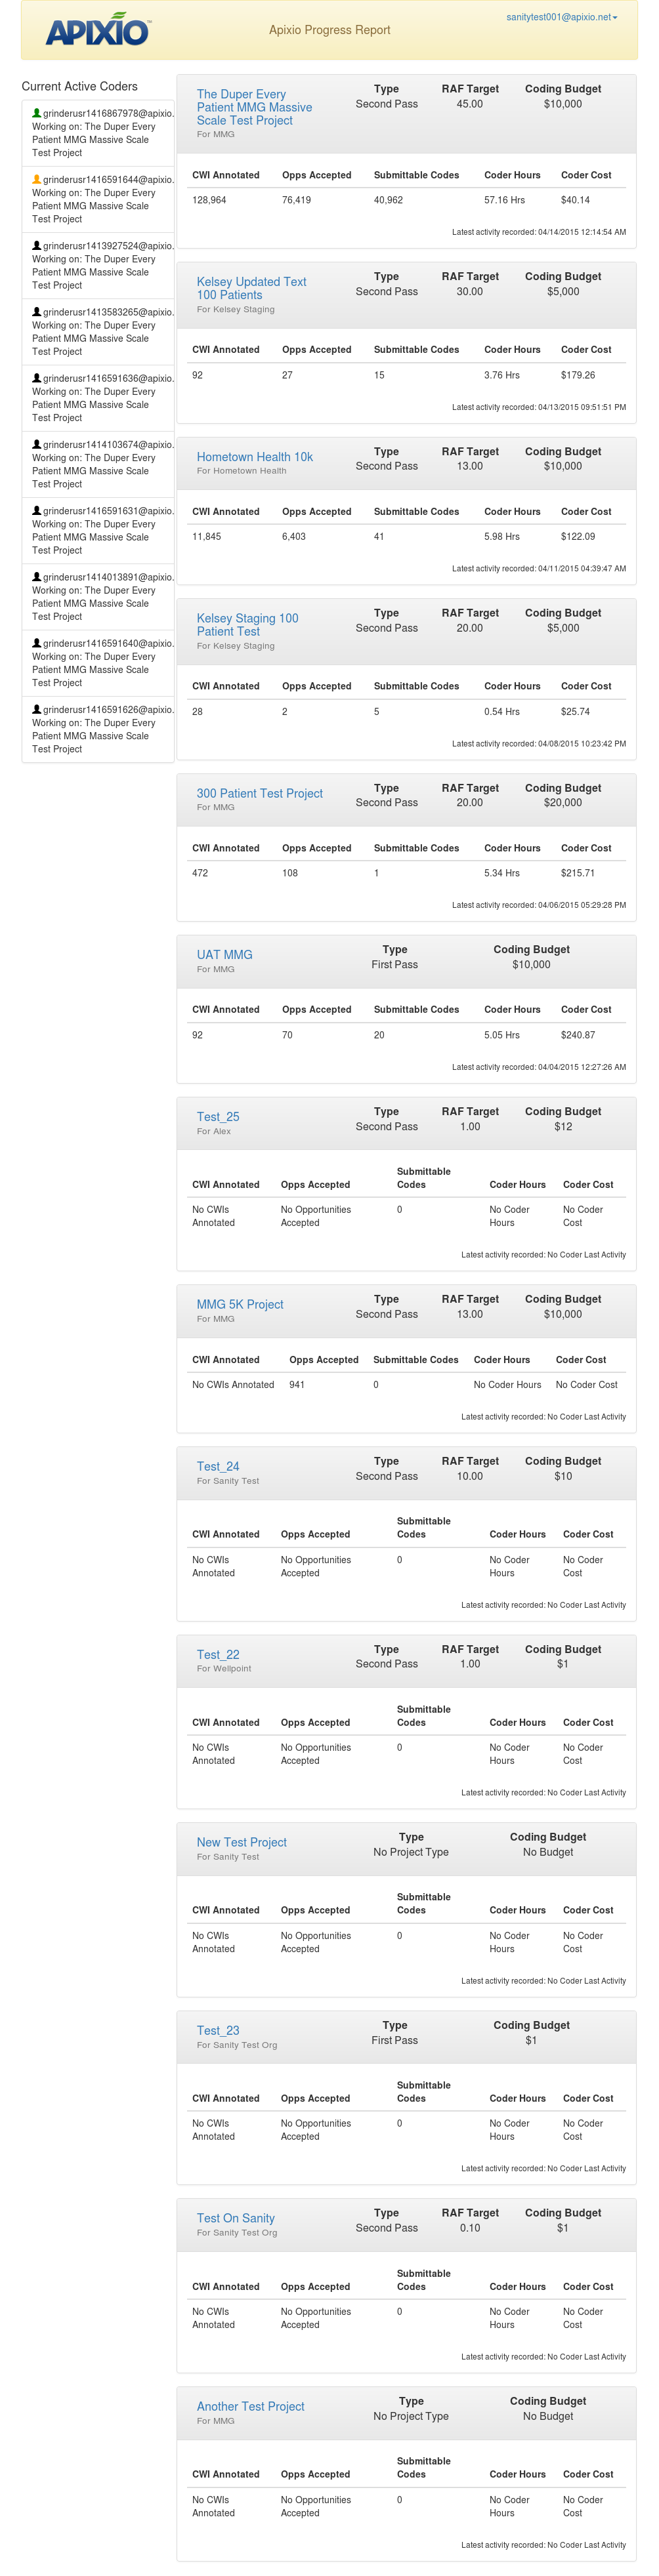 APIXIO™
Apixio Progress Report
sanitytest001@apixio.net
Current Active Coders
grinderusr1416867978@apixio.
Working on: The Duper Every
Patient MMG Massive Scale
Test Project
grinderusr1416591644@apixio.
Working on: The Duper Every
Patient MMG Massive Scale
Test Project
grinderusr1413927524@apixio.
Working on: The Duper Every
Patient MMG Massive Scale
Test Project
grinderusr1413583265@apixio.
Working on: The Duper Every
Patient MMG Massive Scale
Test Project
grinderusr1416591636@apixio.
Working on: The Duper Every
Patient MMG Massive Scale
Test Project
grinderusr1414103674@apixio.
Working on: The Duper Every
Patient MMG Massive Scale
Test Project
grinderusr1416591631@apixio.
Working on: The Duper Every
Patient MMG Massive Scale
Test Project
grinderusr1414013891@apixio.
Working on: The Duper Every
Patient MMG Massive Scale
Test Project
grinderusr1416591640@apixio.
Working on: The Duper Every
Patient MMG Massive Scale
Test Project
grinderusr1416591626@apixio.
Working on: The Duper Every
Patient MMG Massive Scale
Test Project
The Duper Every
Patient MMG Massive
Scale Test Project
For MMG
Type RAF Target Coding Budget
Second Pass 45.00 $10,000
CWI Annotated Opps Accepted Submittable Codes Coder Hours Coder Cost
128,964 76,419 40,962 57.16 Hrs $40.14
Latest activity recorded: 04/14/2015 12:14:54 AM
Kelsey Updated Text
100 Patients
For Kelsey Staging
Type RAF Target Coding Budget
Second Pass 30.00 $5,000
CWI Annotated Opps Accepted Submittable Codes Coder Hours Coder Cost
92 27 15 3.76 Hrs $179.26
Latest activity recorded: 04/13/2015 09:51:51 PM
Hometown Health 10k
For Hometown Health
Type RAF Target Coding Budget
Second Pass 13.00 $10,000
CWI Annotated Opps Accepted Submittable Codes Coder Hours Coder Cost
11,845 6,403 41 5.98 Hrs $122.09
Latest activity recorded: 04/11/2015 04:39:47 AM
Kelsey Staging 100
Patient Test
For Kelsey Staging
Type RAF Target Coding Budget
Second Pass 20.00 $5,000
CWI Annotated Opps Accepted Submittable Codes Coder Hours Coder Cost
28 2 5 0.54 Hrs $25.74
Latest activity recorded: 04/08/2015 10:23:42 PM
300 Patient Test Project
For MMG
Type RAF Target Coding Budget
Second Pass 20.00 $20,000
CWI Annotated Opps Accepted Submittable Codes Coder Hours Coder Cost
472 108 1 5.34 Hrs $215.71
Latest activity recorded: 04/06/2015 05:29:28 PM
UAT MMG
For MMG
Type Coding Budget
First Pass $10,000
CWI Annotated Opps Accepted Submittable Codes Coder Hours Coder Cost
92 70 20 5.05 Hrs $240.87
Latest activity recorded: 04/04/2015 12:27:26 AM
Test_25
For Alex
Type RAF Target Coding Budget
Second Pass 1.00 $12
Submittable
CWI Annotated Opps Accepted Codes Coder Hours Coder Cost
No CWIs No Opportunities 0 No Coder No Coder
Annotated Accepted Hours Cost
Latest activity recorded: No Coder Last Activity
MMG 5K Project
For MMG
Type RAF Target Coding Budget
Second Pass 13.00 $10,000
CWI Annotated Opps Accepted Submittable Codes Coder Hours Coder Cost
No CWIs Annotated 941 0 No Coder Hours No Coder Cost
Latest activity recorded: No Coder Last Activity
Test_24
For Sanity Test
Type RAF Target Coding Budget
Second Pass 10.00 $10
Submittable
CWI Annotated Opps Accepted Codes Coder Hours Coder Cost
No CWIs No Opportunities 0 No Coder No Coder
Annotated Accepted Hours Cost
Latest activity recorded: No Coder Last Activity
Test_22
For Wellpoint
Type RAF Target Coding Budget
Second Pass 1.00 $1
Submittable
CWI Annotated Opps Accepted Codes Coder Hours Coder Cost
No CWIs No Opportunities 0 No Coder No Coder
Annotated Accepted Hours Cost
Latest activity recorded: No Coder Last Activity
New Test Project
For Sanity Test
Type Coding Budget
No Project Type No Budget
Submittable
CWI Annotated Opps Accepted Codes Coder Hours Coder Cost
No CWIs No Opportunities 0 No Coder No Coder
Annotated Accepted Hours Cost
Latest activity recorded: No Coder Last Activity
Test_23
For Sanity Test Org
Type Coding Budget
First Pass $1
Submittable
CWI Annotated Opps Accepted Codes Coder Hours Coder Cost
No CWIs No Opportunities 0 No Coder No Coder
Annotated Accepted Hours Cost
Latest activity recorded: No Coder Last Activity
Test On Sanity
For Sanity Test Org
Type RAF Target Coding Budget
Second Pass 0.10 $1
Submittable
CWI Annotated Opps Accepted Codes Coder Hours Coder Cost
No CWIs No Opportunities 0 No Coder No Coder
Annotated Accepted Hours Cost
Latest activity recorded: No Coder Last Activity
Another Test Project
For MMG
Type Coding Budget
No Project Type No Budget
Submittable
CWI Annotated Opps Accepted Codes Coder Hours Coder Cost
No CWIs No Opportunities 0 No Coder No Coder
Annotated Accepted Hours Cost
Latest activity recorded: No Coder Last Activity